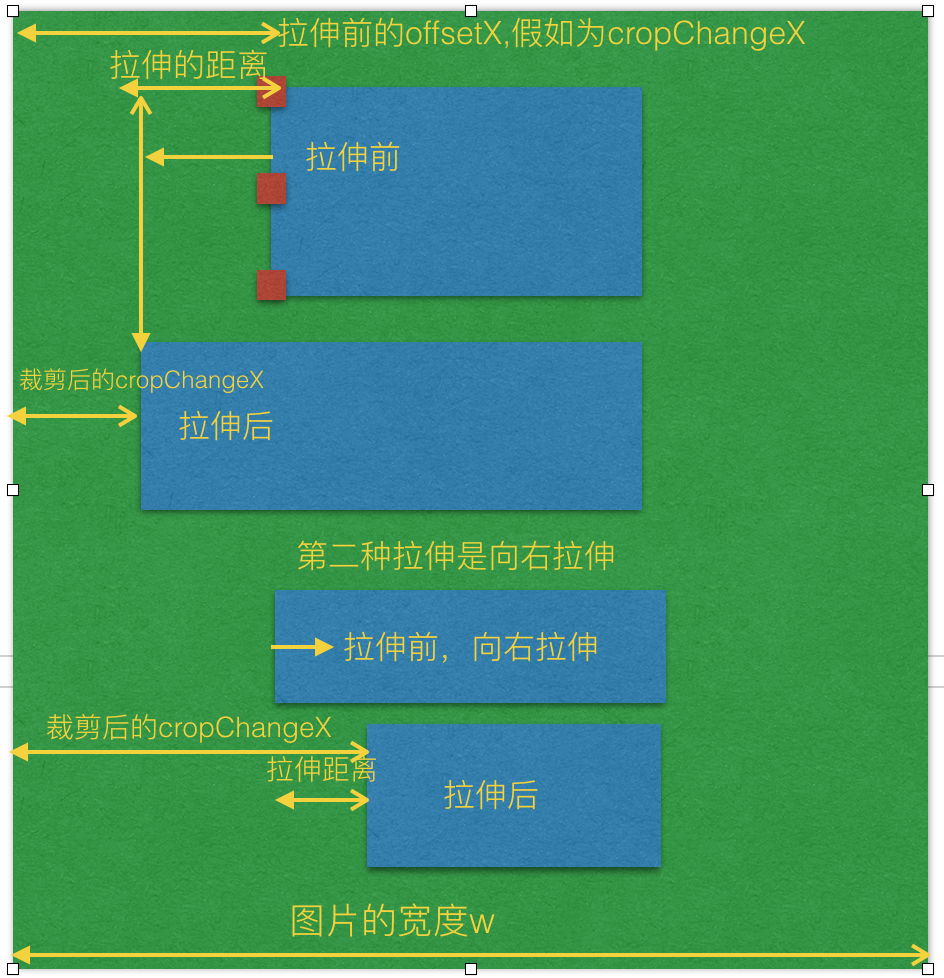 拉伸前的offsetX,假如为cropChangeX
拉伸的距离
拉伸前
裁剪后的cropChangeX
拉伸后
第二种拉伸是向右拉伸
拉伸前，向右拉伸
裁剪后的cropChangeX
拉伸距离
拉伸后
图片的宽度w